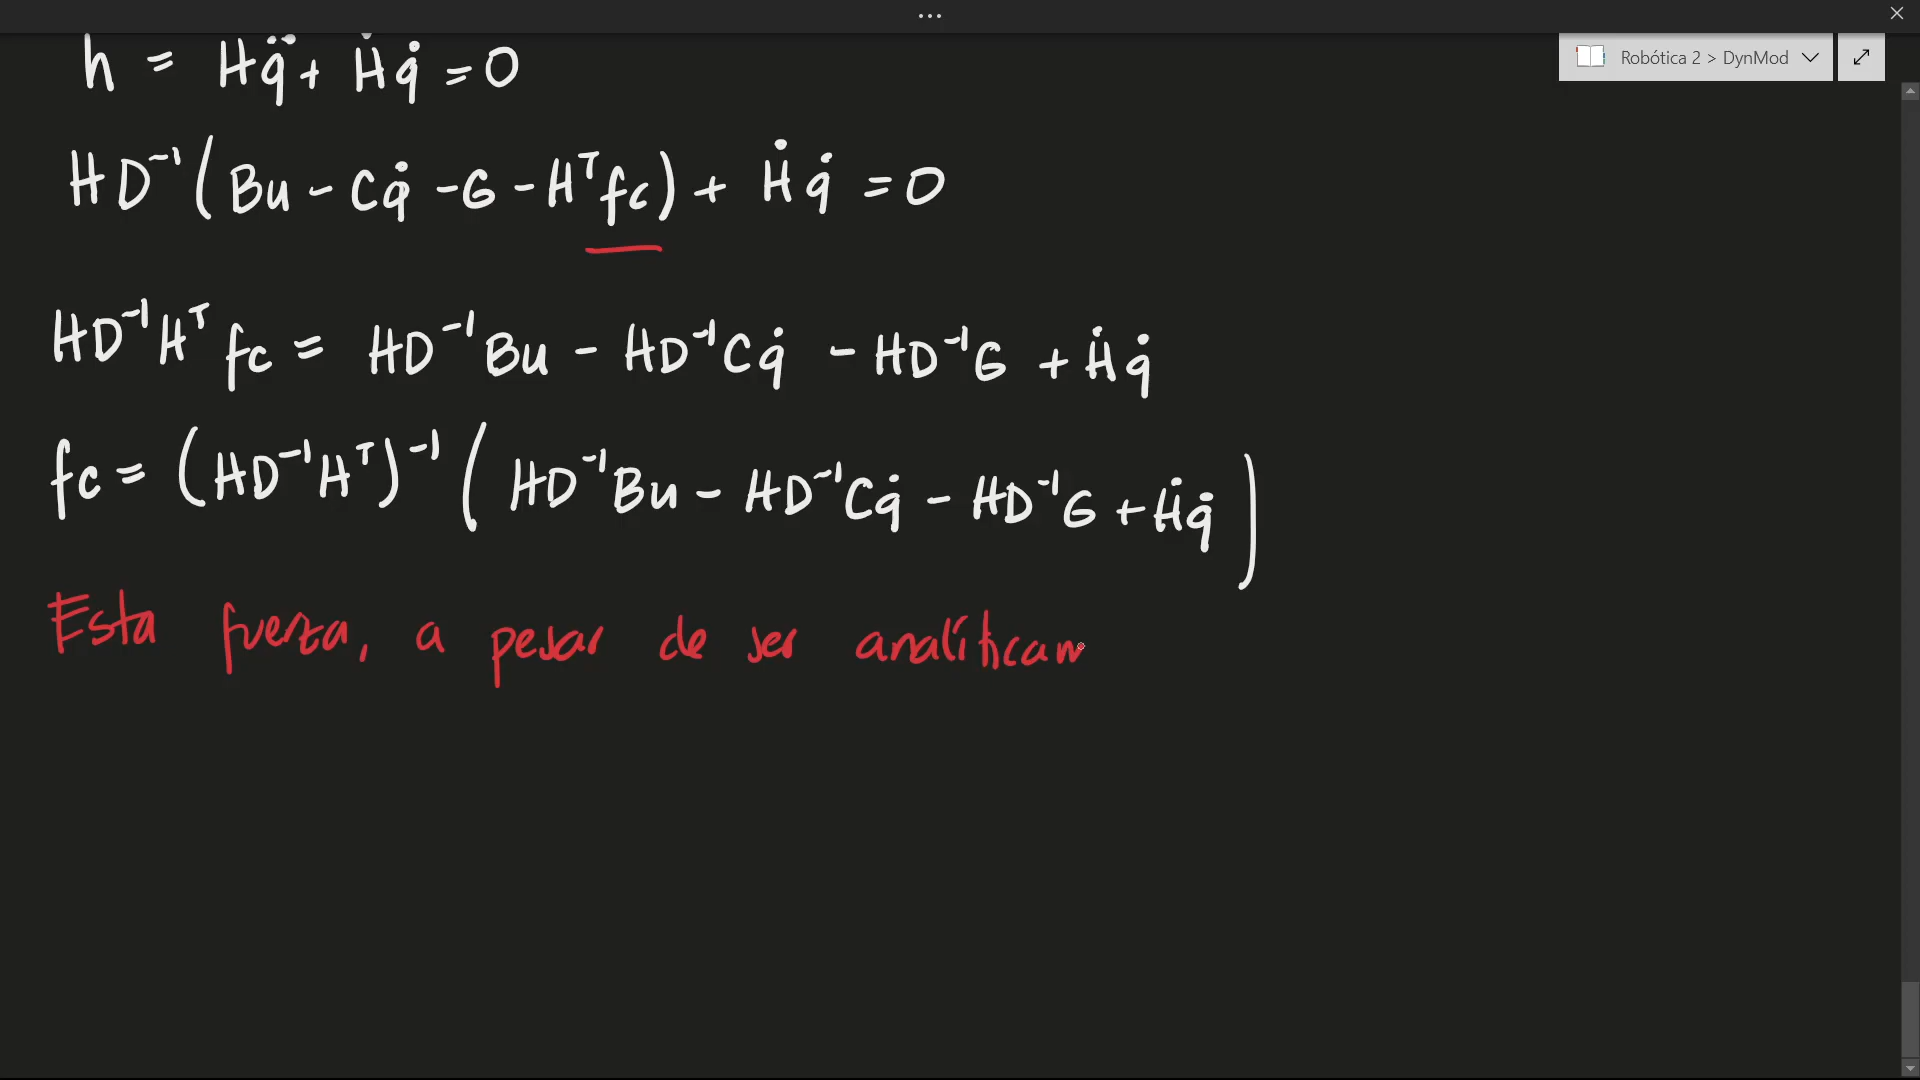 Robótica 2 > DynMod
ḣ = Hq̈ + Ḣq̇ = 0
HD⁻¹(Bu - Cq̇ - G - Hᵀfc) + Ḣq̇ = 0
HD⁻¹Hᵀfc = HD⁻¹Bu - HD⁻¹Cq̇ - HD⁻¹G + Ḣq̇
fc = (HD⁻¹Hᵀ)⁻¹(HD⁻¹Bu - HD⁻¹Cq̇ - HD⁻¹G + Ḣq̇)
Esta fuerza, a pesar de ser analíticam